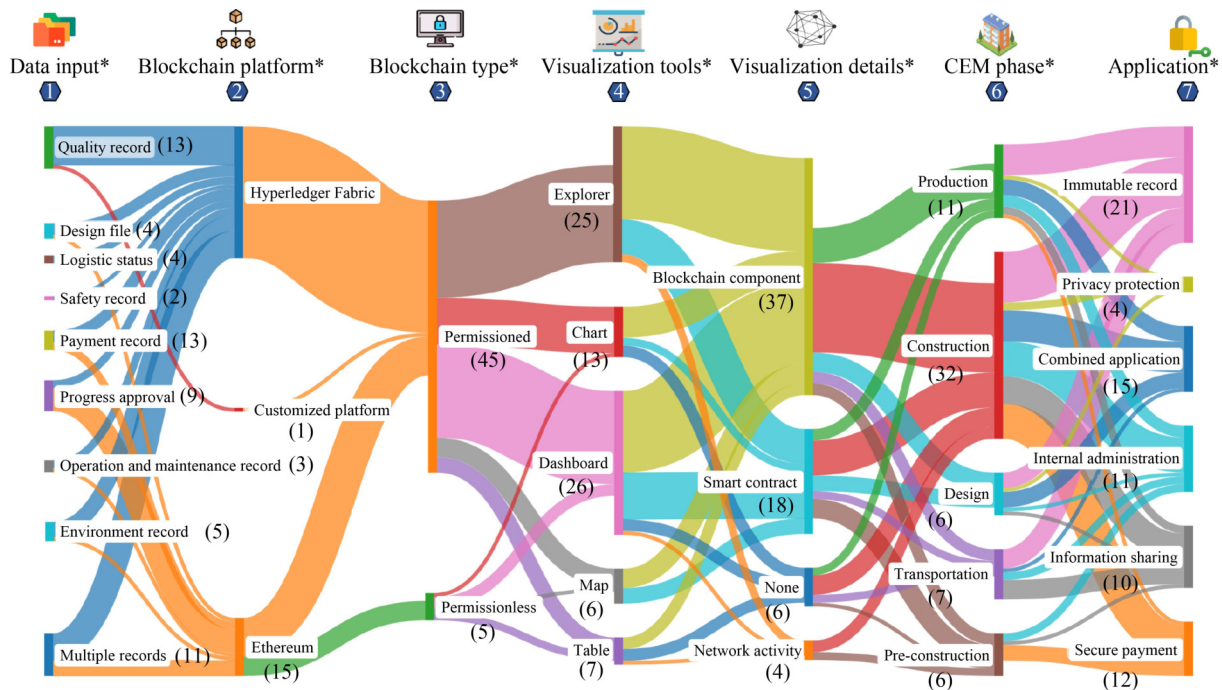 Data input*
Blockchain platform*
Blockchain type*
Visualization tools*
Visualization details*
CEM phase*
Application*
1
2
3
4
5
6
7
Quality record (13)
Design file (4)
Logistic status (4)
Safety record (2)
Payment record (13)
Progress approval (9)
Operation and maintenance record (3)
Environment record (5)
Multiple records (11)
Hyperledger Fabric
Customized platform
(1)
Ethereum
(15)
Permissioned
(45)
Permissionless
(5)
Explorer
(25)
Chart
(13)
Dashboard
(26)
Map
(6)
Table
(7)
Blockchain component
(37)
Smart contract
(18)
None
(6)
Network activity
(4)
Production
(11)
Construction
(32)
Design
(6)
Transportation
(7)
Pre-construction
(6)
Immutable record
(21)
Privacy protection
(4)
Combined application
(15)
Internal administration
(11)
Information sharing
(10)
Secure payment
(12)